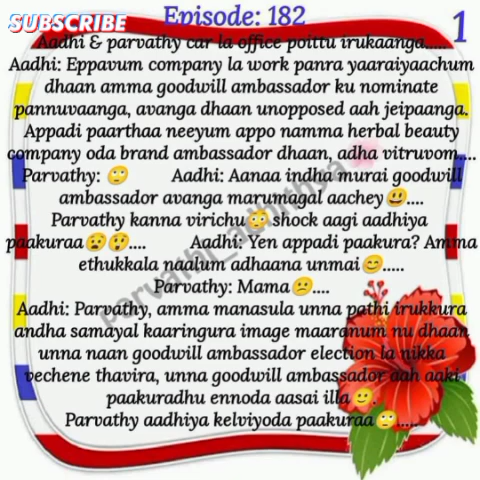 SUBSCRIBE
Episode: 182
1
Aadhi & parvathy car la office poittu irukaanga.....
Aadhi: Eppavum company la work panra yaaraiyaachum
dhaan amma goodwill ambassador ku nominate
pannuvaanga, avanga dhaan unopposed aah jeipaanga.
Appadi paarthaa neeyum appo namma herbal beauty
company oda brand ambassador dhaan, adha vitruvom....
Parvathy: 🙄 Aadhi: Aanaa indha murai goodwill
ambassador avanga marumagal aachey😃....
Parvathy kanna virichu😳 shock aagi aadhiya
paakuraa😧😲.... Aadhi: Yen appadi paakura? Amma
ethukkala naalum adhaana unmai😊.....
Parvathy: Mama😕....
Aadhi: Parvathy, amma manasula unna pathi irukkura
andha samayal kaaringura image maaranum nu dhaan
unna naan goodwill ambassador election la nikka
vechene thavira, unna goodwill ambassador aah aaki
paakuradhu ennoda aasai illa🙂.
Parvathy aadhiya kelviyoda paakuraa🙄.....